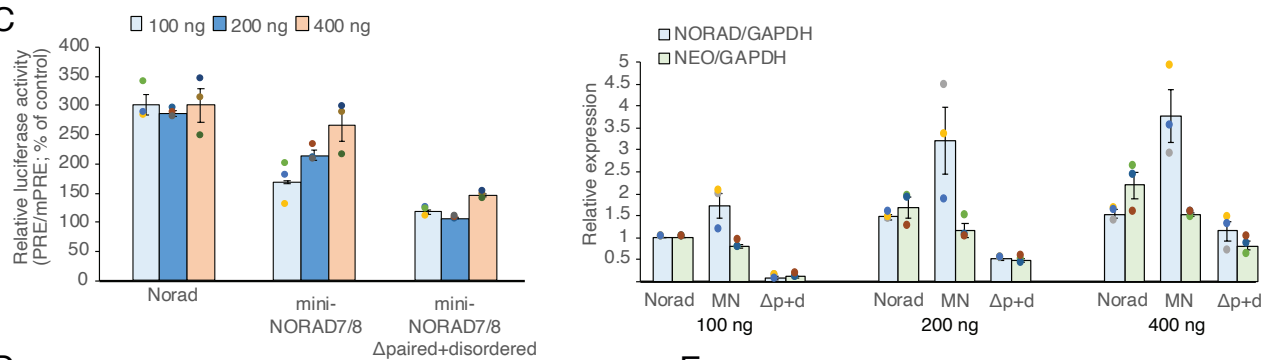 C
100 ng 200 ng 400 ng
Relative luciferase activity
(PRE/mPRE; % of control)
400
350
300
250
200
150
100
50
0
Norad
mini-
NORAD7/8
mini-
NORAD7/8
Δpaired+disordered
NORAD/GAPDH
NEO/GAPDH
Relative expression
5
4.5
4
3.5
3
2.5
2
1.5
1
0.5
Norad MN Δp+d Norad MN Δp+d Norad MN Δp+d
100 ng 200 ng 400 ng